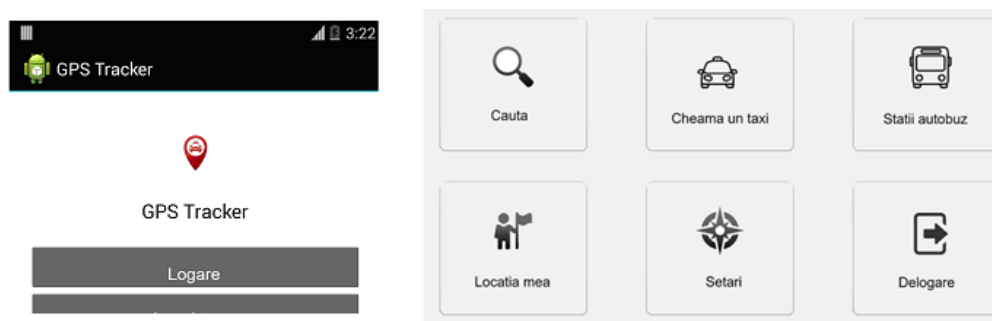 3:22
GPS Tracker
GPS Tracker
Logare
Cauta
Cheama un taxi
Statii autobuz
Locatia mea
Setari
Delogare